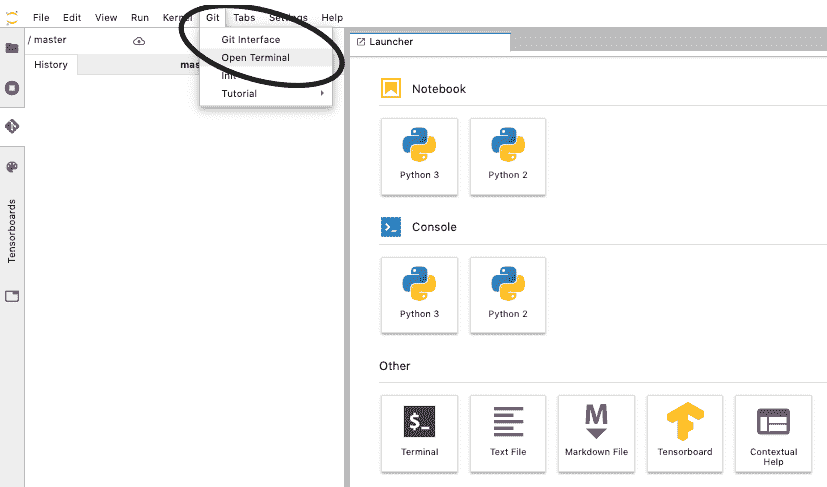 File Edit View Run Kernel Git Tabs Settings Help
/ master
History
mas
Git Interface
Open Terminal
Init
Tutorial
Tensorboards
Launcher
Notebook
Python 3 Python 2
Console
Python 3 Python 2
Other
$_
M
Terminal Text File Markdown File Tensorboard Contextual
Help